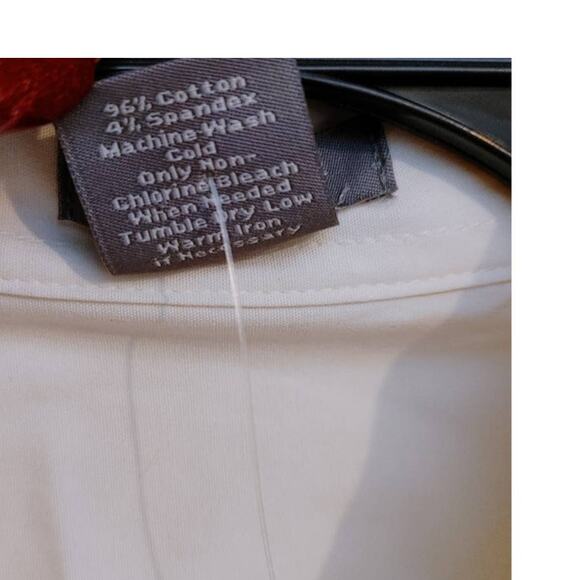 96% Cotton
4% Spandex
Machine Wash
Cold
Only Non-
Chlorine Bleach
When Needed
Tumble Dry Low
Warm Iron
if Necessary